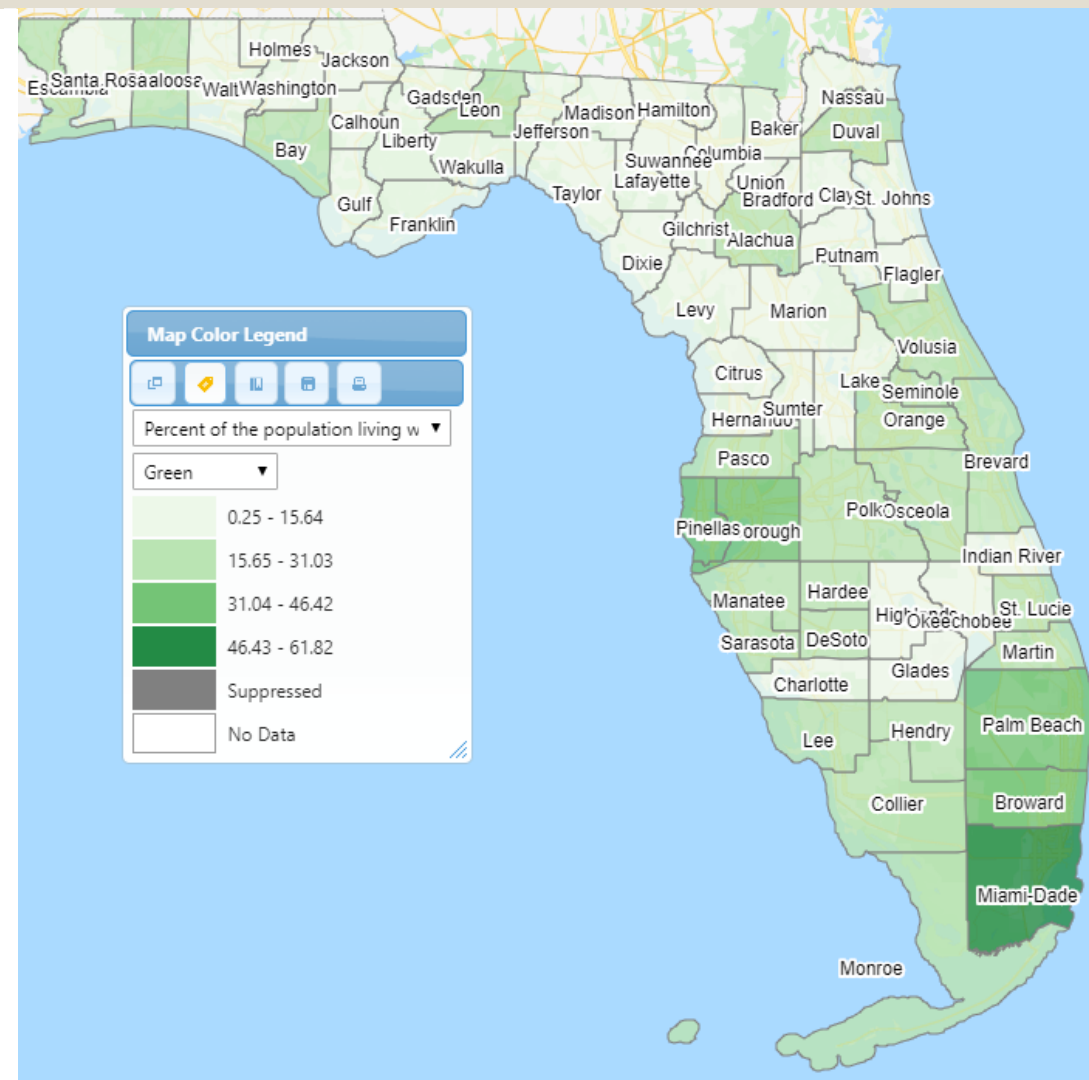 Holmes
Jackson
Escambia
Santa Rosa
aloosa
Walt
Washington
Gadsden
Leon
Madison
Hamilton
Nassau
Calhoun
Jefferson
Baker
Duval
Liberty
Bay
Columbia
Suwannee
Wakulla
Lafayette
Union
Taylor
Bradford
Clay
St. Johns
Gulf
Franklin
Gilchrist
Alachua
Putnam
Dixie
Flagler
Levy
Marion
Map Color Legend
Volusia
Citrus
Lake
Seminole
Sumter
Hernando
Orange
Percent of the population living w
Pasco
Brevard
Green
0.25 - 15.64
Polk
Osceola
Pinellas
orough
15.65 - 31.03
Indian River
31.04 - 46.42
Manatee
Hardee
Highlands
St. Lucie
Okeechobee
46.43 - 61.82
Sarasota
DeSoto
Martin
Glades
Suppressed
Charlotte
No Data
Lee
Hendry
Palm Beach
Collier
Broward
Miami-Dade
Monroe